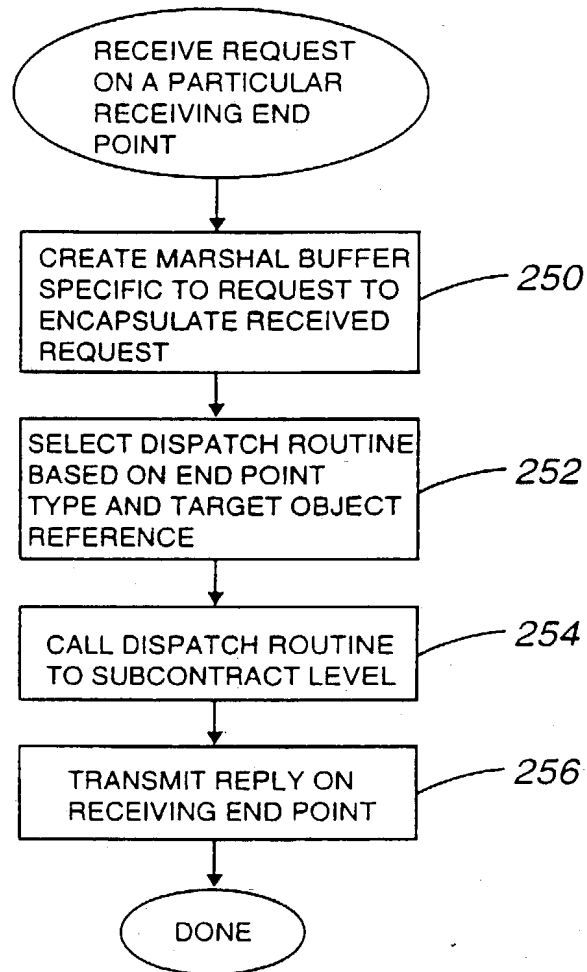 RECEIVE REQUEST
ON A PARTICULAR
RECEIVING END
POINT
CREATE MARSHAL BUFFER
SPECIFIC TO REQUEST TO
ENCAPSULATE RECEIVED
REQUEST
250
SELECT DISPATCH ROUTINE
BASED ON END POINT
TYPE AND TARGET OBJECT
REFERENCE
252
CALL DISPATCH ROUTINE
TO SUBCONTRACT LEVEL
254
TRANSMIT REPLY ON
RECEIVING END POINT
256
DONE